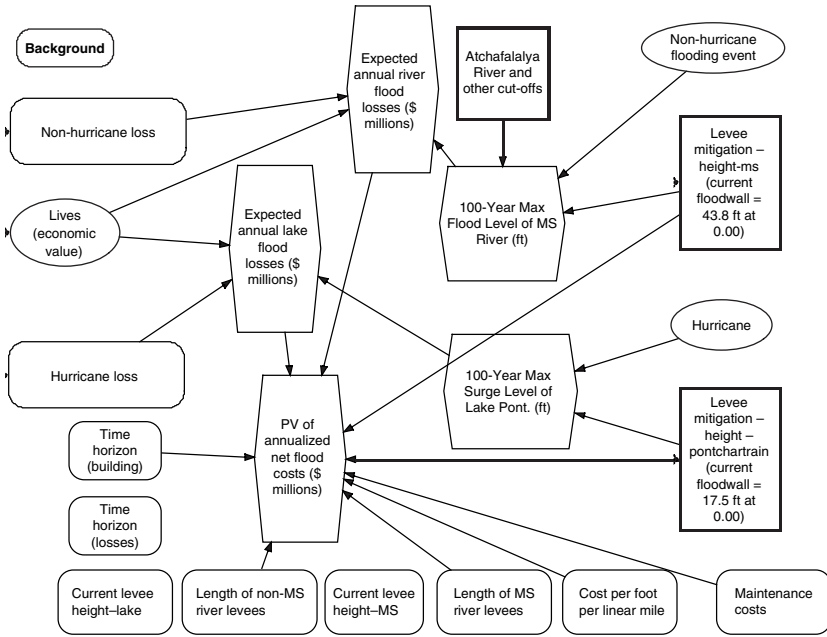 Background
Expected
annual river
flood
losses ($
millions)
Atchafalalya
River and
other cut-offs
Non-hurricane
flooding event
Non-hurricane loss
Levee
mitigation –
height-ms
(current
floodwall =
43.8 ft at
0.00)
Lives
(economic
value)
Expected
annual lake
flood
losses ($
millions)
100-Year Max
Flood Level of MS
River (ft)
Hurricane
Hurricane loss
100-Year Max
Surge Level of
Lake Pont. (ft)
Levee
mitigation –
height –
pontchartrain
(current
floodwall =
17.5 ft at
0.00)
PV of
annualized
net flood
costs ($
millions)
Time
horizon
(building)
Time
horizon
(losses)
Current levee
height–lake
Length of non-MS
river levees
Current levee
height–MS
Length of MS
river levees
Cost per foot
per linear mile
Maintenance
costs